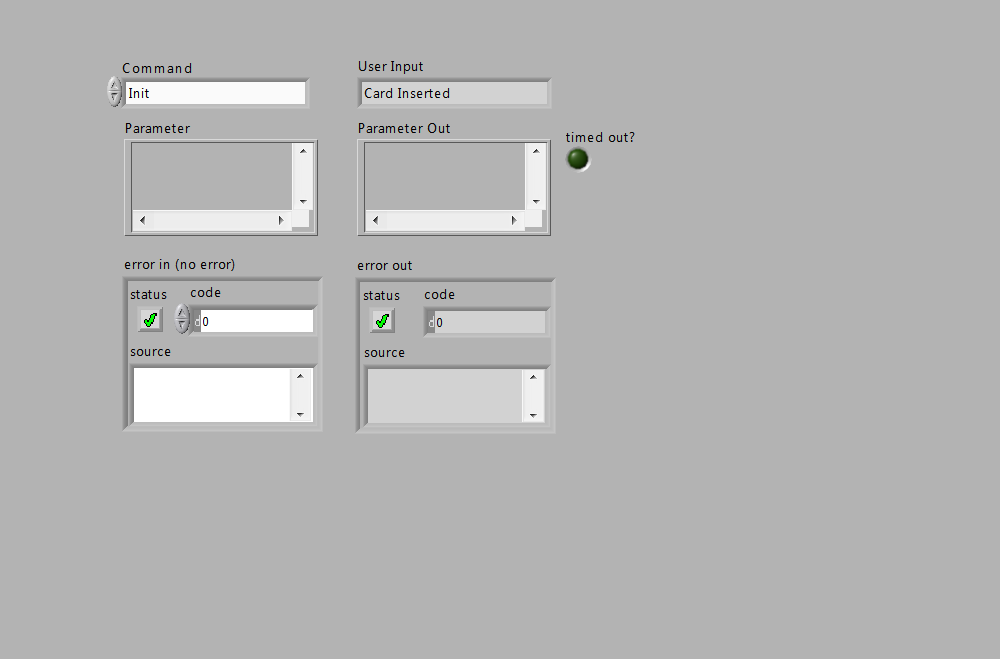 Command
Init
User Input
Card Inserted
Parameter
Parameter Out
timed out?
error in (no error)
status
code
d0
source
error out
status
code
d0
source